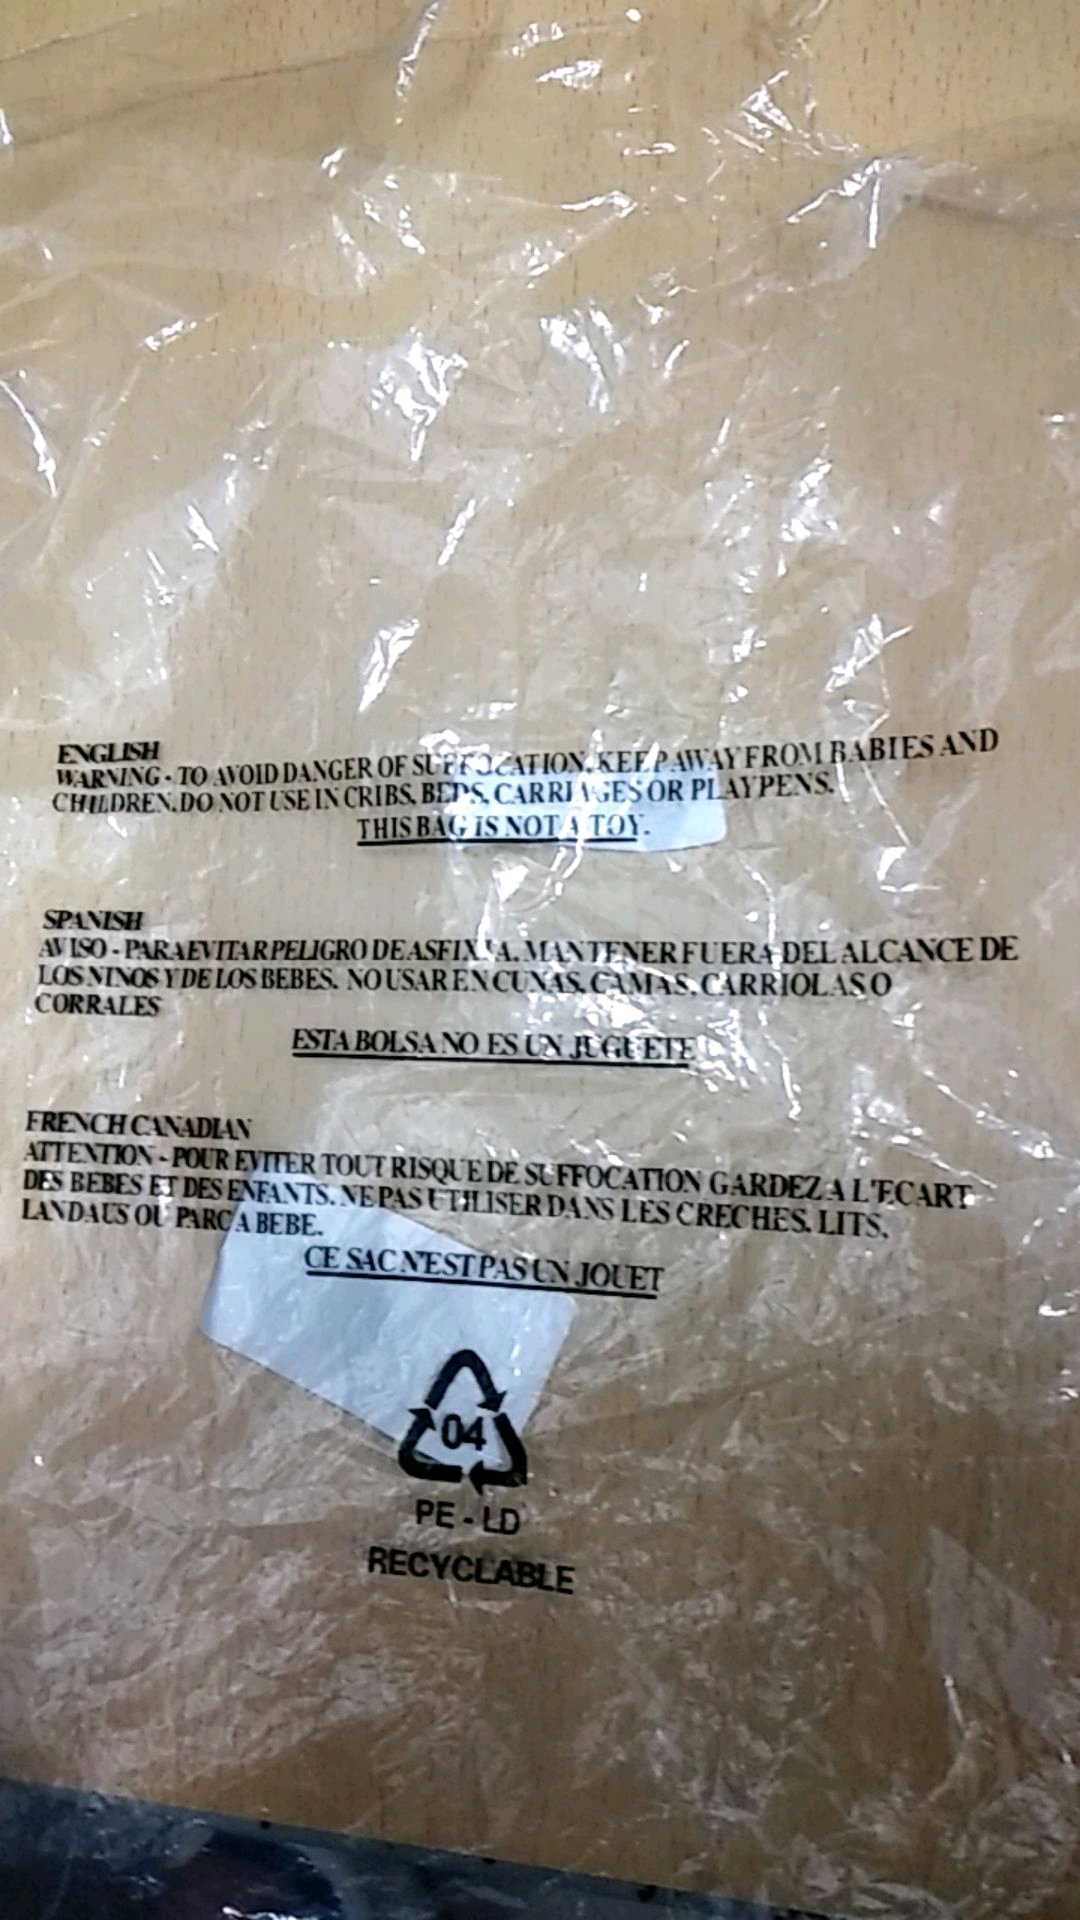 ENGLISH
WARNING - TO AVOID DANGER OF SUFFOCATION, KEEP AWAY FROM BABIES AND
CHILDREN. DO NOT USE IN CRIBS, BEDS, CARRIAGES OR PLAYPENS.
THIS BAG IS NOT A TOY.
SPANISH
AVISO - PARA EVITAR PELIGRO DE ASFIXIA. MANTENER FUERA DEL ALCANCE DE
LOS NINOS Y DE LOS BEBES. NO USAR EN CUNAS, CAMAS, CARRIOLAS O
CORRALES
ESTA BOLSA NO ES UN JUGUETE
FRENCH CANADIAN
ATTENTION - POUR EVITER TOUT RISQUE DE SUFFOCATION GARDEZ A L'ECART
DES BEBES ET DES ENFANTS. NE PAS UTILISER DANS LES CRECHES, LITS,
LANDAUS OU PARC A BEBE.
CE SAC N'EST PAS UN JOUET
04
PE - LD
RECYCLABLE